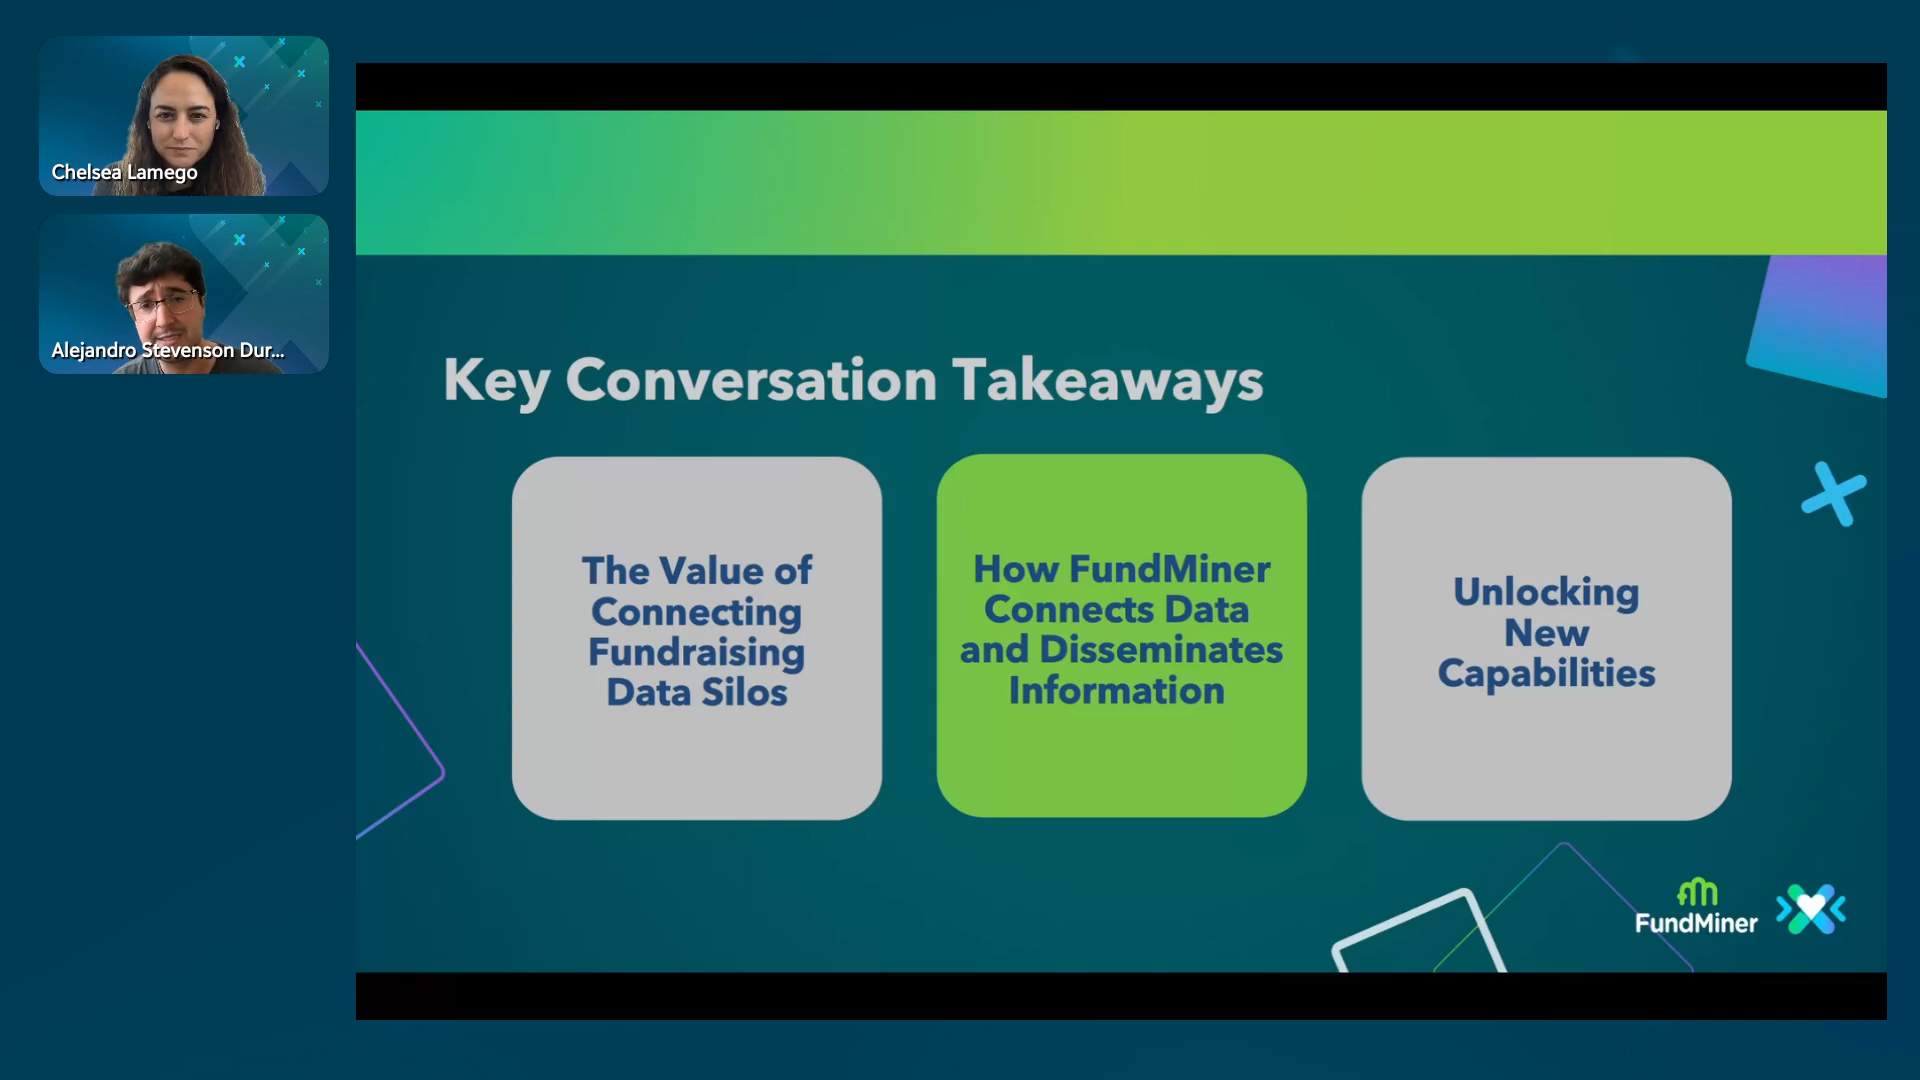 Chelsea Lamego
Alejandro Stevenson Dur...
Key Conversation Takeaways
The Value of
Connecting
Fundraising
Data Silos
How FundMiner
Connects Data
and Disseminates
Information
Unlocking
New
Capabilities
fm
FundMiner